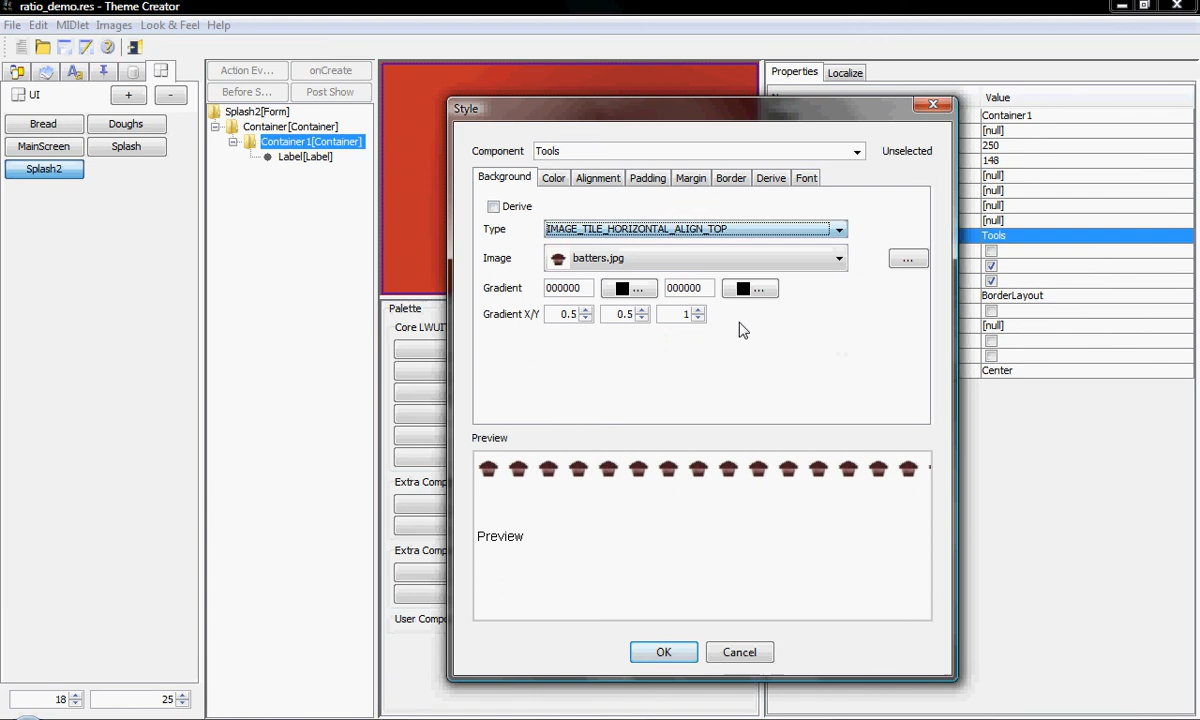 ratio_demo.res - Theme Creator
File Edit MIDlet Images Look & Feel Help
UI
+
-
Bread
Doughs
MainScreen
Splash
Splash2
18
25
Action Ev...
onCreate
Before S...
Post Show
Splash2[Form]
Container[Container]
Container1[Container]
Label[Label]
Palette
Core LWUI
Extra Comp
Extra Comp
User Compo
Style
Component
Tools
Unselected
Background
Color
Alignment
Padding
Margin
Border
Derive
Font
Derive
Type
IMAGE_TILE_HORIZONTAL_ALIGN_TOP
Image
batters.jpg
...
Gradient
000000
...
000000
...
Gradient X/Y
0.5
0.5
1
Preview
Preview
OK
Cancel
Properties
Localize
Value
Container1
[null]
250
148
[null]
[null]
[null]
[null]
Tools
BorderLayout
[null]
Center